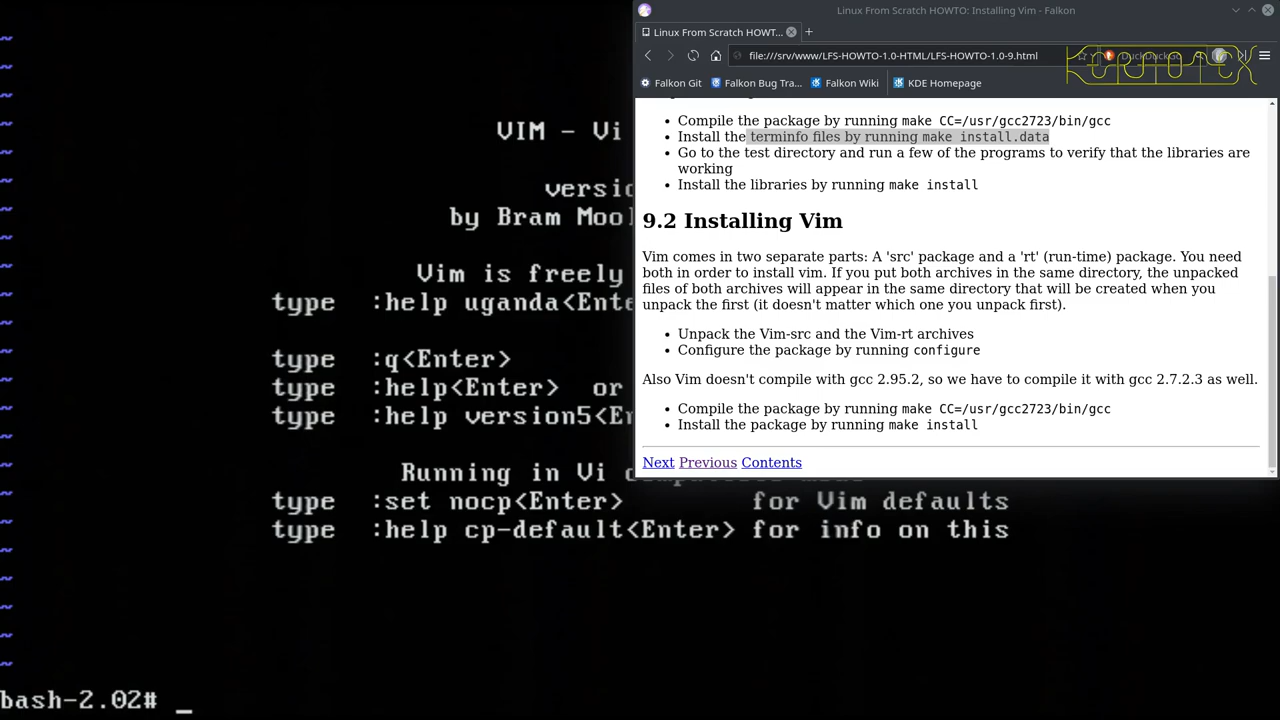 Linux From Scratch HOWTO: Installing Vim - Falkon
Linux From Scratch HOWT...
file:///srv/www/LFS-HOWTO-1.0-HTML/LFS-HOWTO-1.0-9.html
KURIOTEX
Falkon Git
Falkon Bug Tra...
Falkon Wiki
KDE Homepage
• Compile the package by running make CC=/usr/gcc2723/bin/gcc
• Install the terminfo files by running make install.data
• Go to the test directory and run a few of the programs to verify that the libraries are
working
• Install the libraries by running make install
9.2 Installing Vim
Vim comes in two separate parts: A 'src' package and a 'rt' (run-time) package. You need
both in order to install vim. If you put both archives in the same directory, the unpacked
files of both archives will appear in the same directory that will be created when you
unpack the first (it doesn't matter which one you unpack first).
• Unpack the Vim-src and the Vim-rt archives
• Configure the package by running configure
Also Vim doesn't compile with gcc 2.95.2, so we have to compile it with gcc 2.7.2.3 as well.
• Compile the package by running make CC=/usr/gcc2723/bin/gcc
• Install the package by running make install
Next Previous Contents
~
~
~
~
VIM - Vi
~
~
versio
by Bram Mool
~
~
Vim is freely
type :help uganda<Ente
~
~
type :q<Enter>
type :help<Enter> or
type :help version5<En
~
~
Running in Vi
type :set nocp<Enter> for Vim defaults
type :help cp-default<Enter> for info on this
~
~
~
~
bash-2.02# _